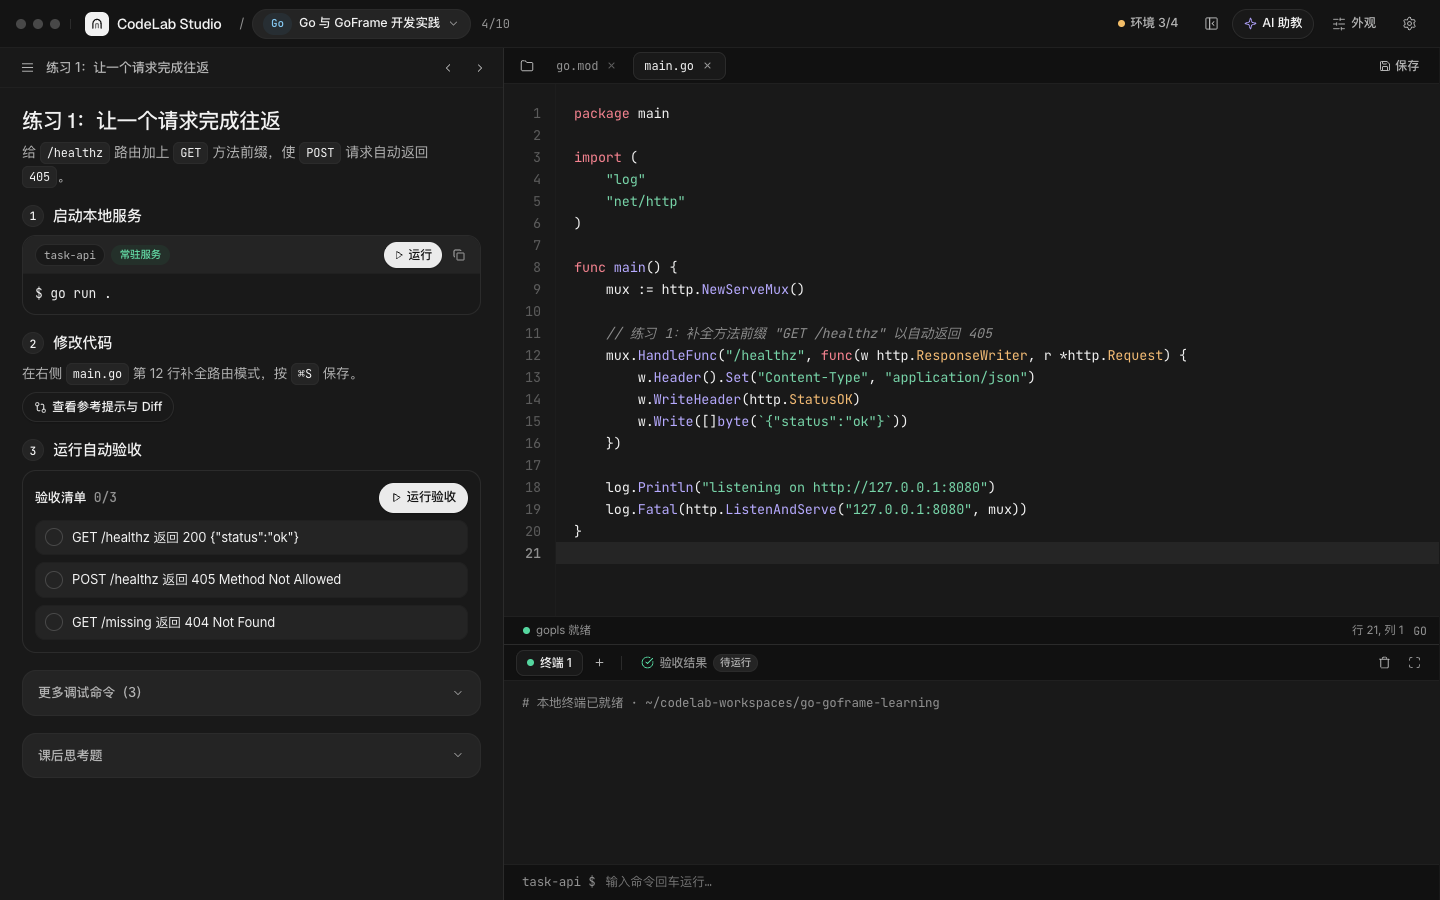 CodeLab Studio / Go Go 与 GoFrame 开发实践 4/10 环境 3/4 AI 助教 外观
练习 1：让一个请求完成往返
练习 1：让一个请求完成往返
给 /healthz 路由加上 GET 方法前缀，使 POST 请求自动返回
405 。
1 启动本地服务
task-api 常驻服务 运行
$ go run .
2 修改代码
在右侧 main.go 第 12 行补全路由模式，按 ⌘S 保存。
查看参考提示与 Diff
3 运行自动验收
验收清单 0/3 运行验收
GET /healthz 返回 200 {"status":"ok"}
POST /healthz 返回 405 Method Not Allowed
GET /missing 返回 404 Not Found
更多调试命令（3）
课后思考题
go.mod × main.go × 保存
1 package main
2
3 import (
4 "log"
5 "net/http"
6 )
7
8 func main() {
9 mux := http.NewServeMux()
10
11 // 练习 1：补全方法前缀 "GET /healthz" 以自动返回 405
12 mux.HandleFunc("/healthz", func(w http.ResponseWriter, r *http.Request) {
13 w.Header().Set("Content-Type", "application/json")
14 w.WriteHeader(http.StatusOK)
15 w.Write([]byte(`{"status":"ok"}`))
16 })
17
18 log.Println("listening on http://127.0.0.1:8080")
19 log.Fatal(http.ListenAndServe("127.0.0.1:8080", mux))
20 }
21
gopls 就绪 行 21, 列 1 GO
终端 1 + 验收结果 待运行
# 本地终端已就绪 · ~/codelab-workspaces/go-goframe-learning
task-api $ 输入命令回车运行…